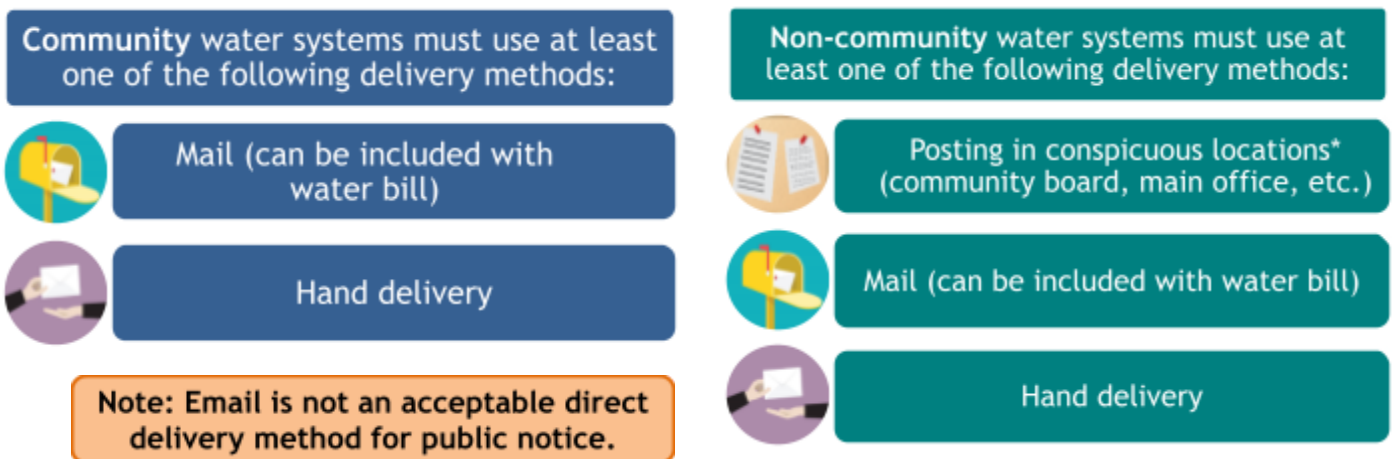 Community water systems must use at least
one of the following delivery methods:
Mail (can be included with
water bill)
Hand delivery
Note: Email is not an acceptable direct
delivery method for public notice.
Non-community water systems must use at
least one of the following delivery methods:
Posting in conspicuous locations*
(community board, main office, etc.)
Mail (can be included with water bill)
Hand delivery